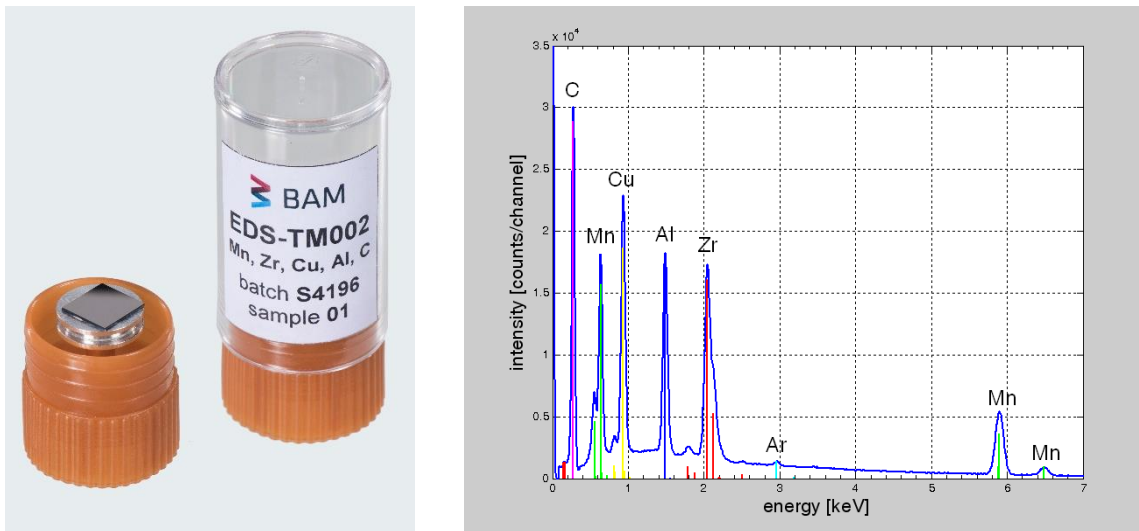 BAM
EDS-TM002
Mn, Zr, Cu, Al, C
batch S4196
sample 01
x 10⁴
3.5
3
2.5
2
1.5
1
0.5
0
intensity [counts/channel]
C
Mn
Cu
Al
Zr
Ar
Mn
Mn
0 1 2 3 4 5 6 7
energy [keV]